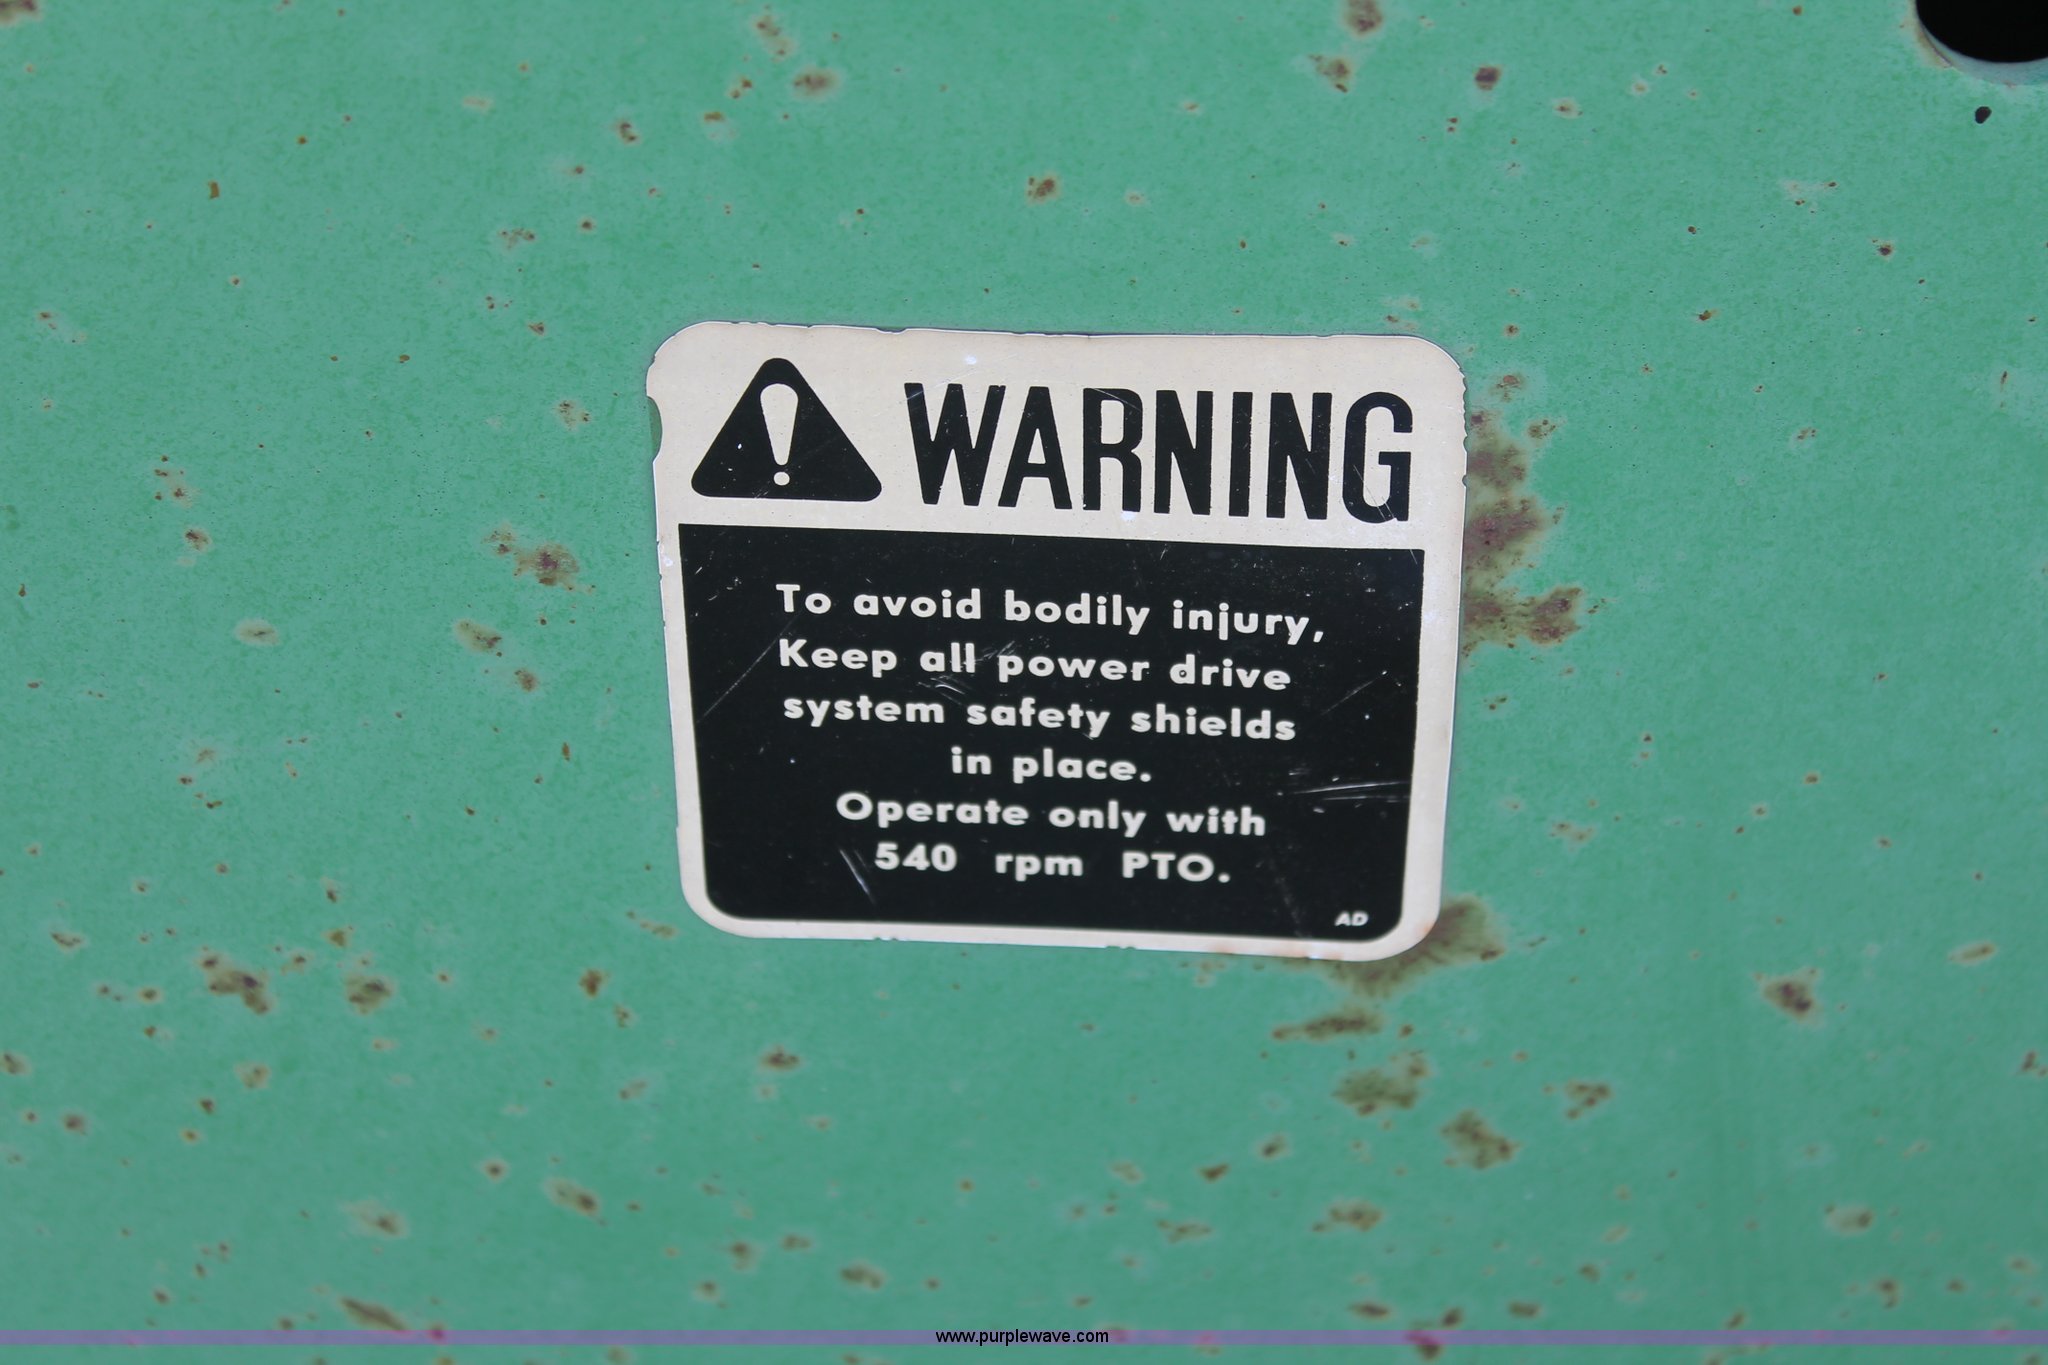 WARNING
To avoid bodily injury,
Keep all power drive
system safety shields
in place.
Operate only with
540 rpm PTO.
AD
www.purplewave.com